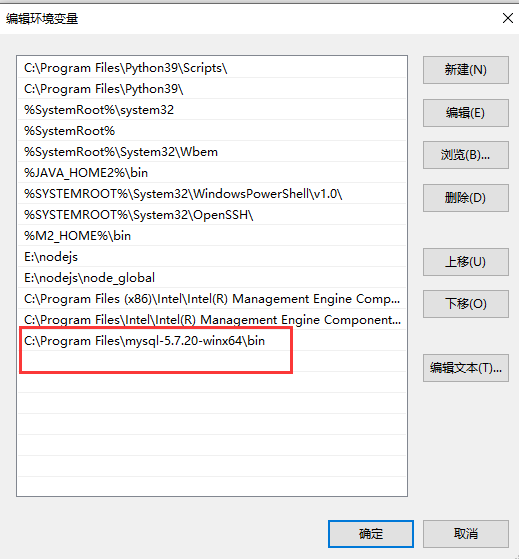 编辑环境变量
C:\Program Files\Python39\Scripts\
C:\Program Files\Python39\
%SystemRoot%\system32
%SystemRoot%
%SystemRoot%\System32\Wbem
%JAVA_HOME2%\bin
%SYSTEMROOT%\System32\WindowsPowerShell\v1.0\
%SYSTEMROOT%\System32\OpenSSH\
%M2_HOME%\bin
E:\nodejs
E:\nodejs\node_global
C:\Program Files (x86)\Intel\Intel(R) Management Engine Comp...
C:\Program Files\Intel\Intel(R) Management Engine Component...
C:\Program Files\mysql-5.7.20-winx64\bin
新建(N)
编辑(E)
浏览(B)...
删除(D)
上移(U)
下移(O)
编辑文本(T)...
确定
取消